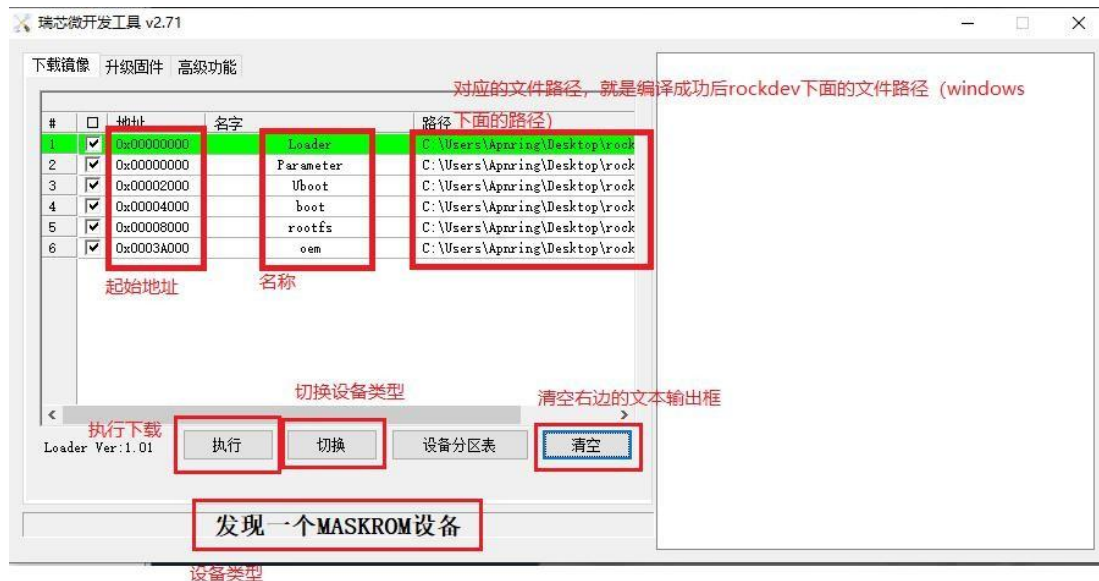 瑞芯微开发工具 v2.71
下载镜像 升级固件 高级功能
对应的文件路径，就是编译成功后rockdev下面的文件路径（windows
下面的路径）
# 地址 名字 路径
1 0x00000000 Loader C:\Users\Apnring\Desktop\rock
2 0x00000000 Parameter C:\Users\Apnring\Desktop\rock
3 0x00002000 Uboot C:\Users\Apnring\Desktop\rock
4 0x00004000 boot C:\Users\Apnring\Desktop\rock
5 0x00008000 rootfs C:\Users\Apnring\Desktop\rock
6 0x0003A000 oem C:\Users\Apnring\Desktop\rock
起始地址 名称
切换设备类型 清空右边的文本输出框
执行下载
Loader Ver:1.01 执行 切换 设备分区表 清空
发现一个MASKROM设备
设备类型